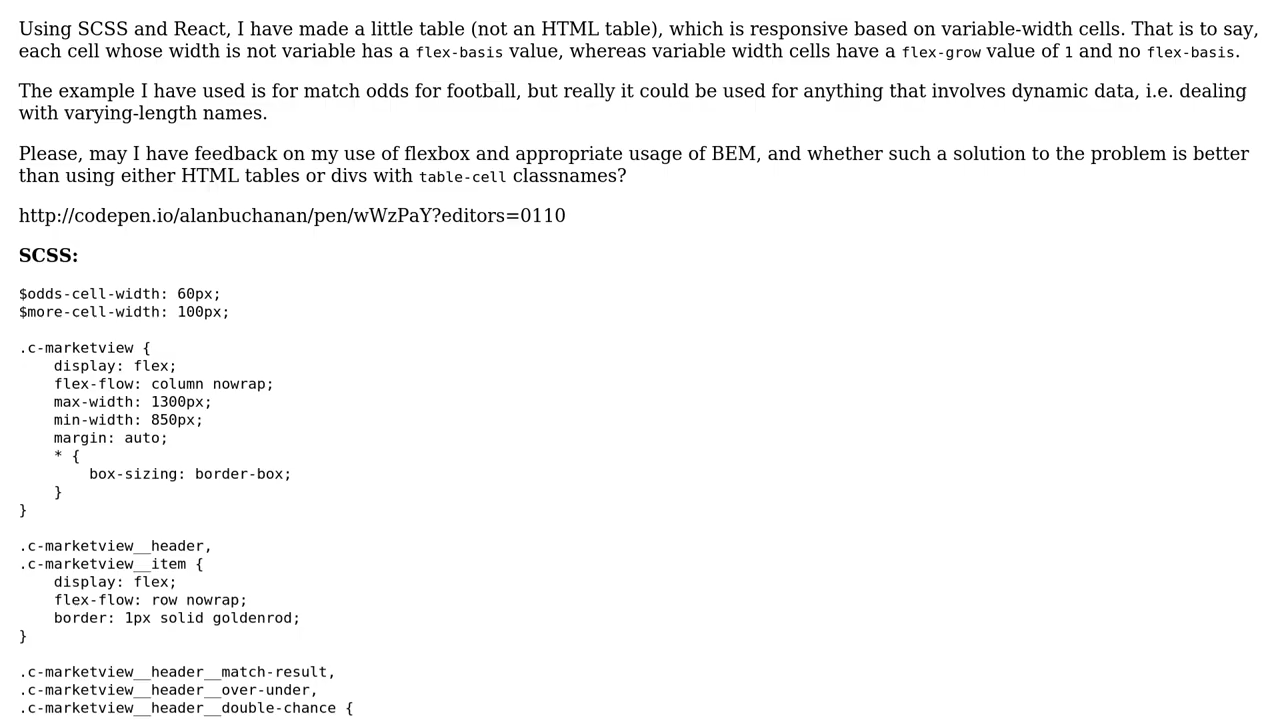 Using SCSS and React, I have made a little table (not an HTML table), which is responsive based on variable-width cells. That is to say,
each cell whose width is not variable has a flex-basis value, whereas variable width cells have a flex-grow value of 1 and no flex-basis.
The example I have used is for match odds for football, but really it could be used for anything that involves dynamic data, i.e. dealing
with varying-length names.
Please, may I have feedback on my use of flexbox and appropriate usage of BEM, and whether such a solution to the problem is better
than using either HTML tables or divs with table-cell classnames?
http://codepen.io/alanbuchanan/pen/wWzPaY?editors=0110
SCSS:
$odds-cell-width: 60px;
$more-cell-width: 100px;
.c-marketview {
    display: flex;
    flex-flow: column nowrap;
    max-width: 1300px;
    min-width: 850px;
    margin: auto;
    * {
        box-sizing: border-box;
    }
}
.c-marketview__header,
.c-marketview__item {
    display: flex;
    flex-flow: row nowrap;
    border: 1px solid goldenrod;
}
.c-marketview__header__match-result,
.c-marketview__header__over-under,
.c-marketview__header__double-chance {